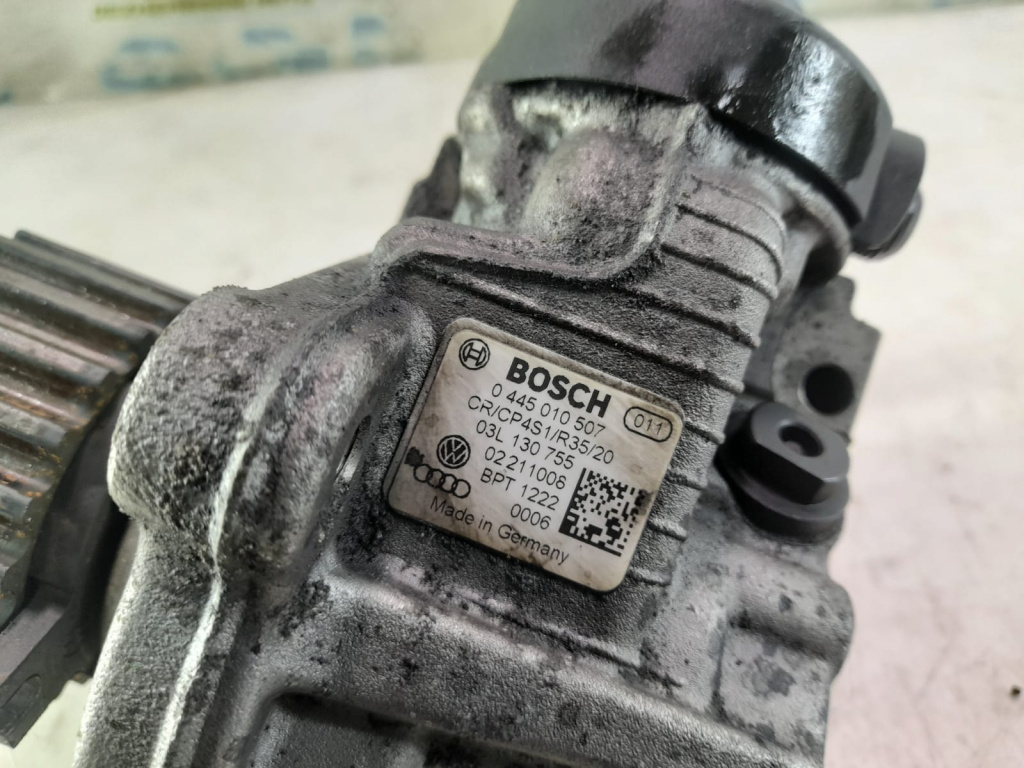 BOSCH
0 445 010 507
011
CR/CP4S1/R35/20
03L 130 755
02211006
BPT 1222
0006
Made in Germany